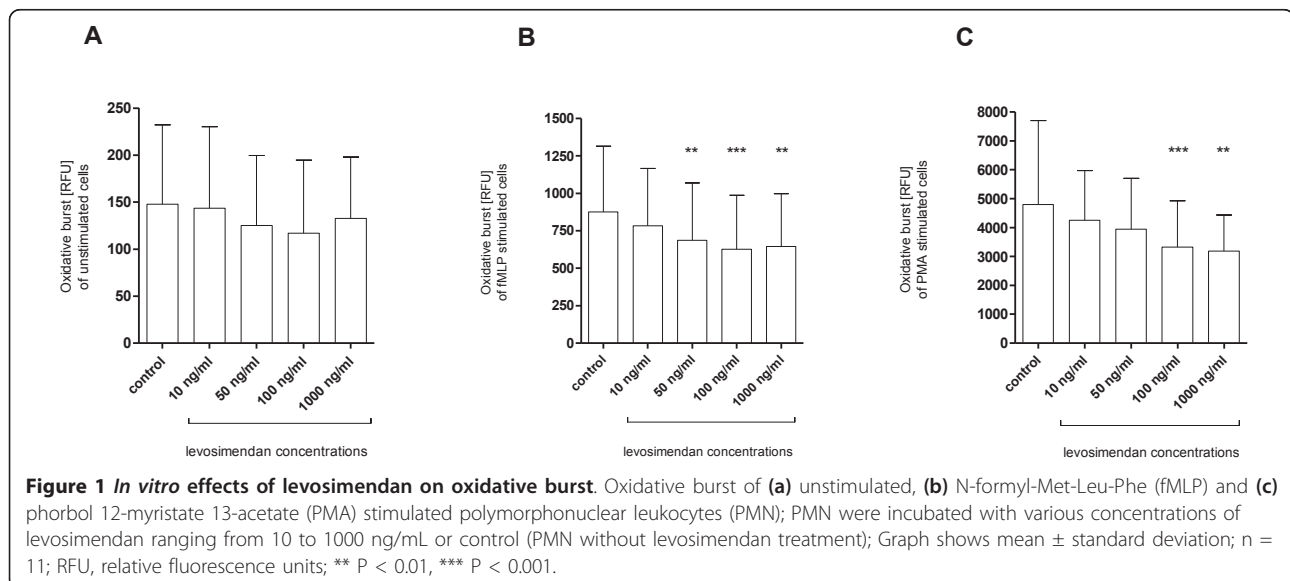 A
B
C
Oxidative burst [RFU]
of unstimulated cells
250
200
150
100
50
0
control
10 ng/ml
50 ng/ml
100 ng/ml
1000 ng/ml
levosimendan concentrations
Oxidative burst [RFU]
of fMLP stimulated cells
1500
1250
1000
750
500
250
0
**
***
**
control
10 ng/ml
50 ng/ml
100 ng/ml
1000 ng/ml
levosimendan concentrations
Oxidative burst [RFU]
of PMA stimulated cells
8000
7000
6000
5000
4000
3000
2000
1000
0
***
**
control
10 ng/ml
50 ng/ml
100 ng/ml
1000 ng/ml
levosimendan concentrations
Figure 1 In vitro effects of levosimendan on oxidative burst. Oxidative burst of (a) unstimulated, (b) N-formyl-Met-Leu-Phe (fMLP) and (c)
phorbol 12-myristate 13-acetate (PMA) stimulated polymorphonuclear leukocytes (PMN); PMN were incubated with various concentrations of
levosimendan ranging from 10 to 1000 ng/mL or control (PMN without levosimendan treatment); Graph shows mean ± standard deviation; n =
11; RFU, relative fluorescence units; ** P < 0.01, *** P < 0.001.